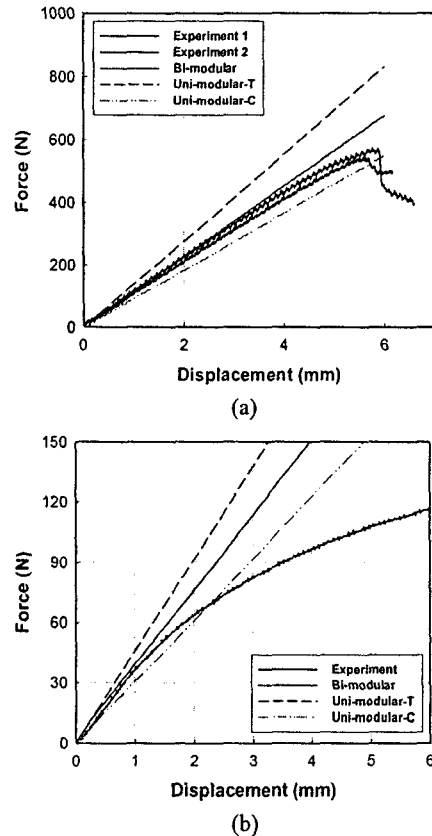 1000
800
600
400
200
0
Force (N)
Experiment 1
Experiment 2
Bi-modular
Uni-modular-T
Uni-modular-C
0 2 4 6
Displacement (mm)
(a)
150
120
90
60
30
0
Force (N)
Experiment
Bi-modular
Uni-modular-T
Uni-modular-C
0 1 2 3 4 5 6
Displacement (mm)
(b)